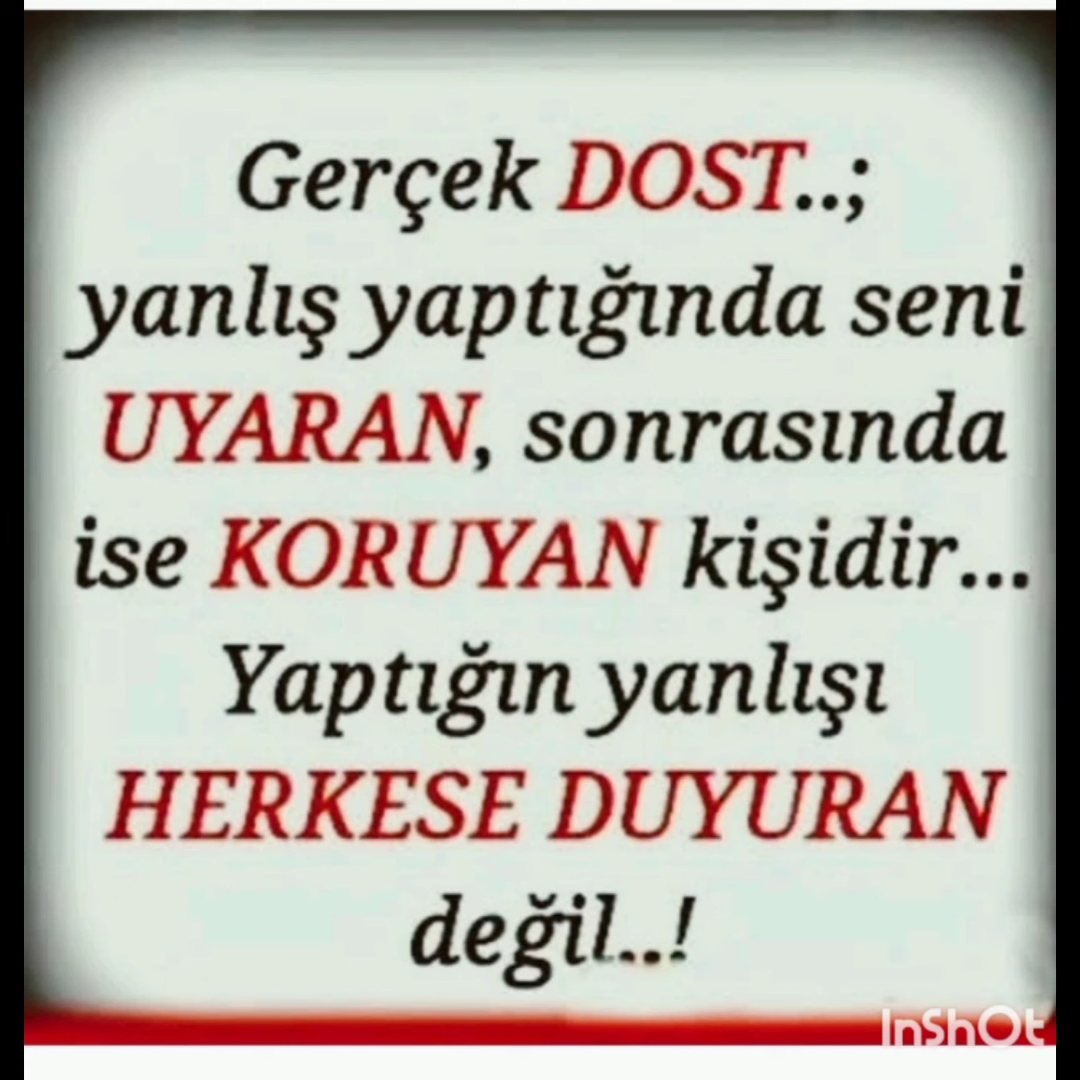 Gerçek DOST..;
yanlış yaptığında seni
UYARAN, sonrasında
ise KORUYAN kişidir...
Yaptığın yanlışı
HERKESE DUYURAN
değil..!
InShOt